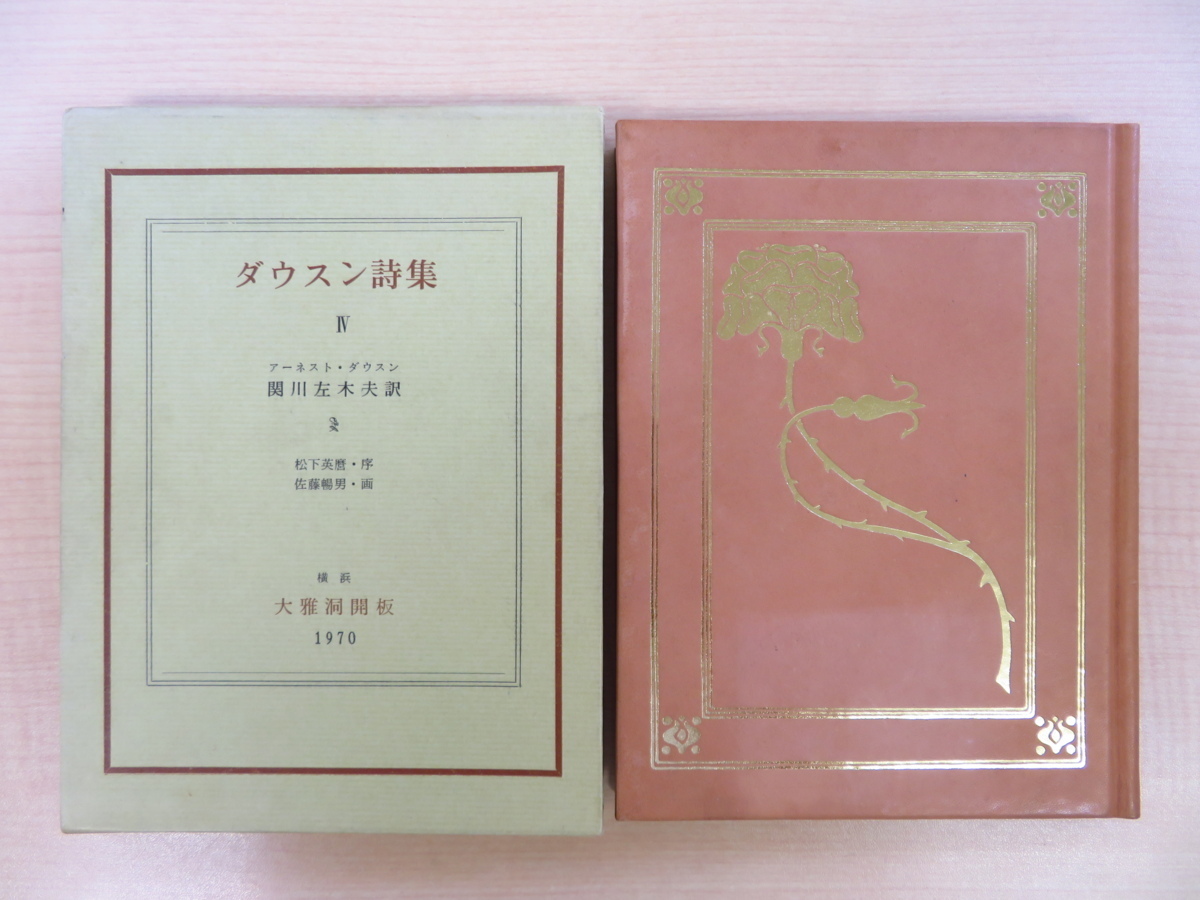 ダウスン詩集
Ⅳ
アーネスト・ダウスン
関川左木夫訳
松下英麿・序
佐藤暢男・画
横浜
大雅洞開板
1970